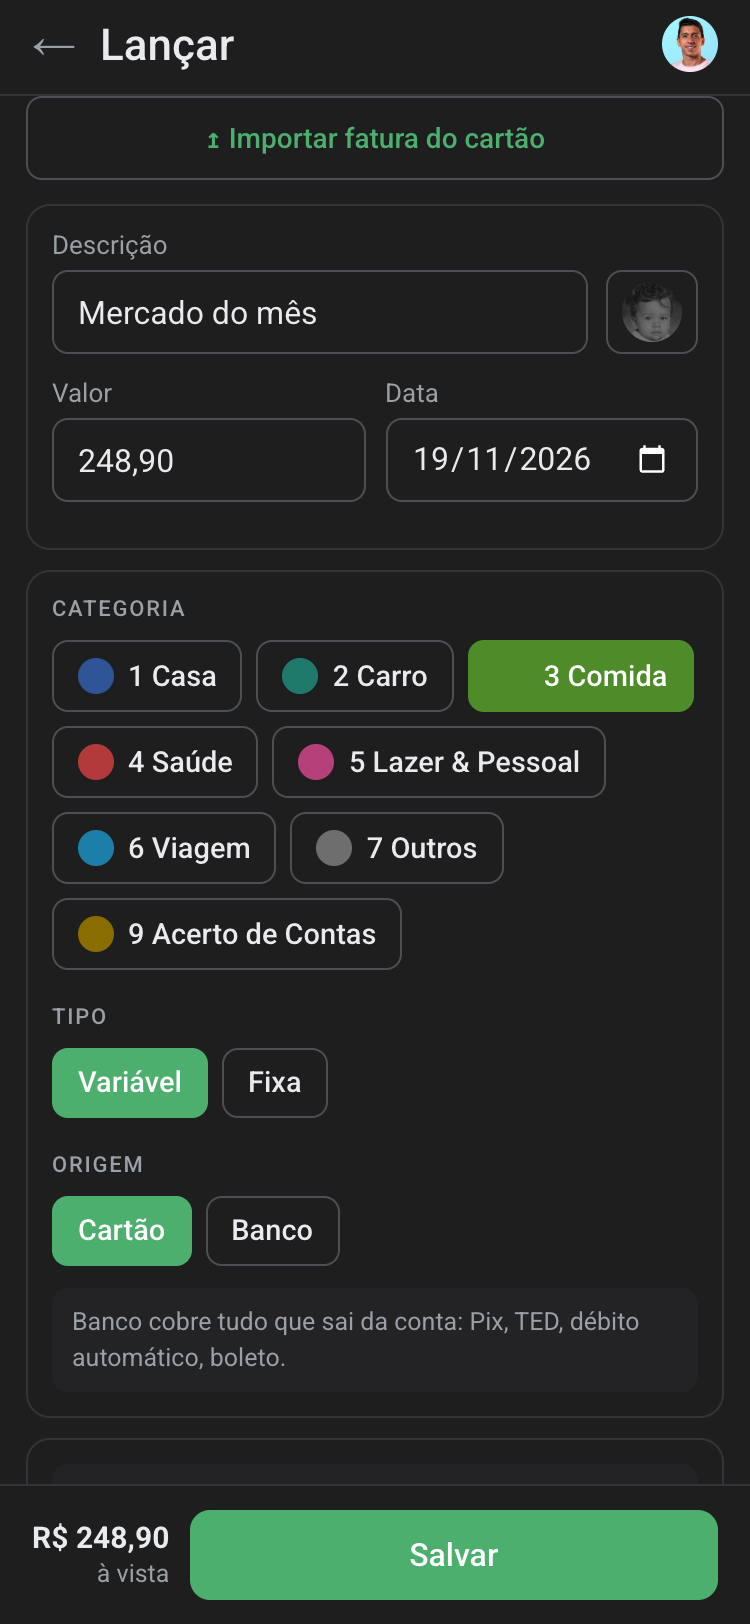 ← Lançar
↥ Importar fatura do cartão
Descrição
Mercado do mês
Valor
Data
248,90
19/11/2026
CATEGORIA
1 Casa
2 Carro
3 Comida
4 Saúde
5 Lazer & Pessoal
6 Viagem
7 Outros
9 Acerto de Contas
TIPO
Variável
Fixa
ORIGEM
Cartão
Banco
Banco cobre tudo que sai da conta: Pix, TED, débito
automático, boleto.
R$ 248,90
à vista
Salvar